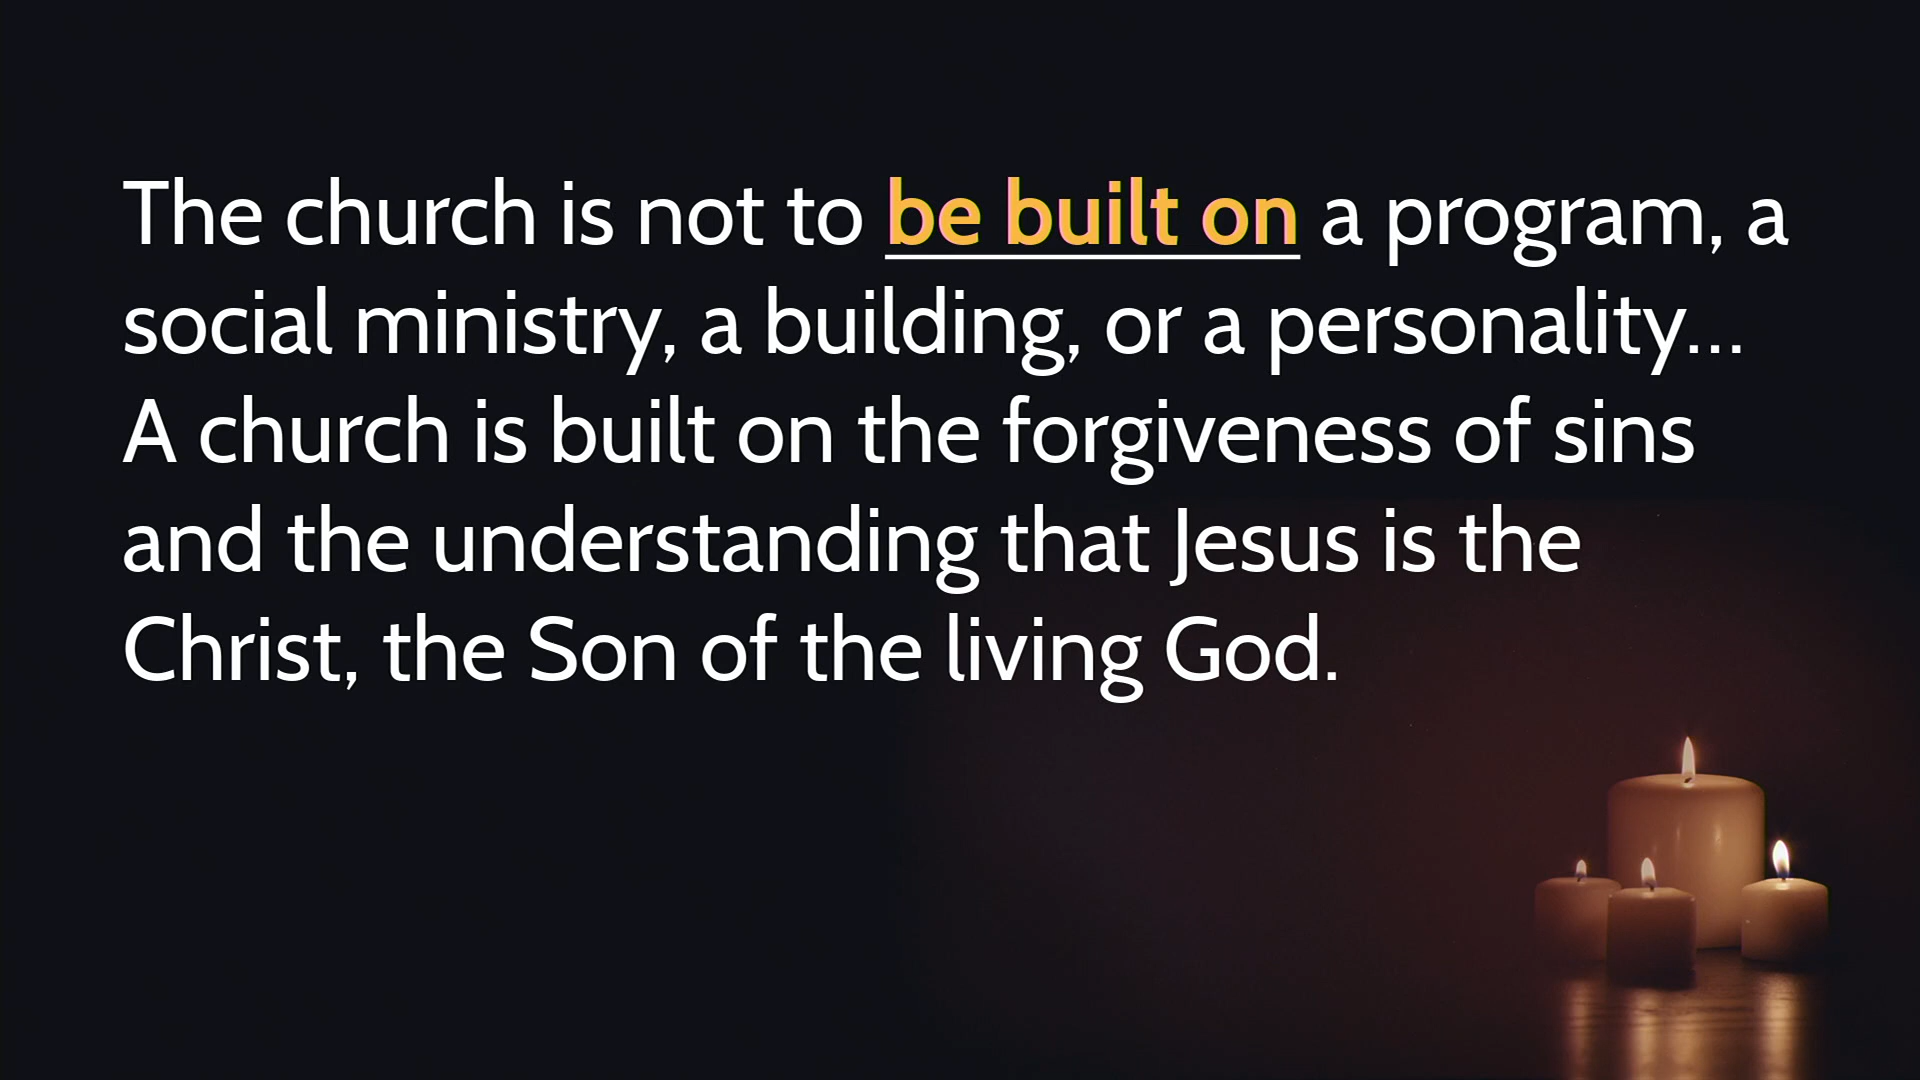 The church is not to be built on a program, a
social ministry, a building, or a personality...
A church is built on the forgiveness of sins
and the understanding that Jesus is the
Christ, the Son of the living God.